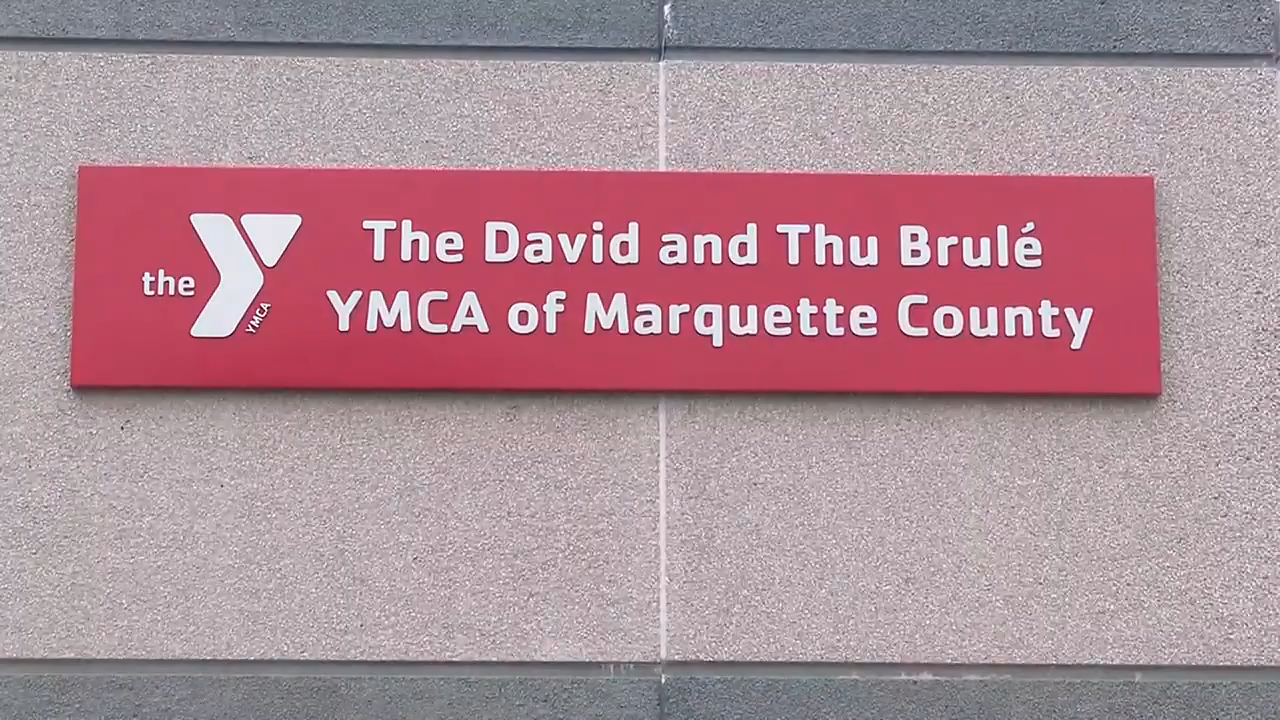 the
YMCA
The David and Thu Brulé
YMCA of Marquette County